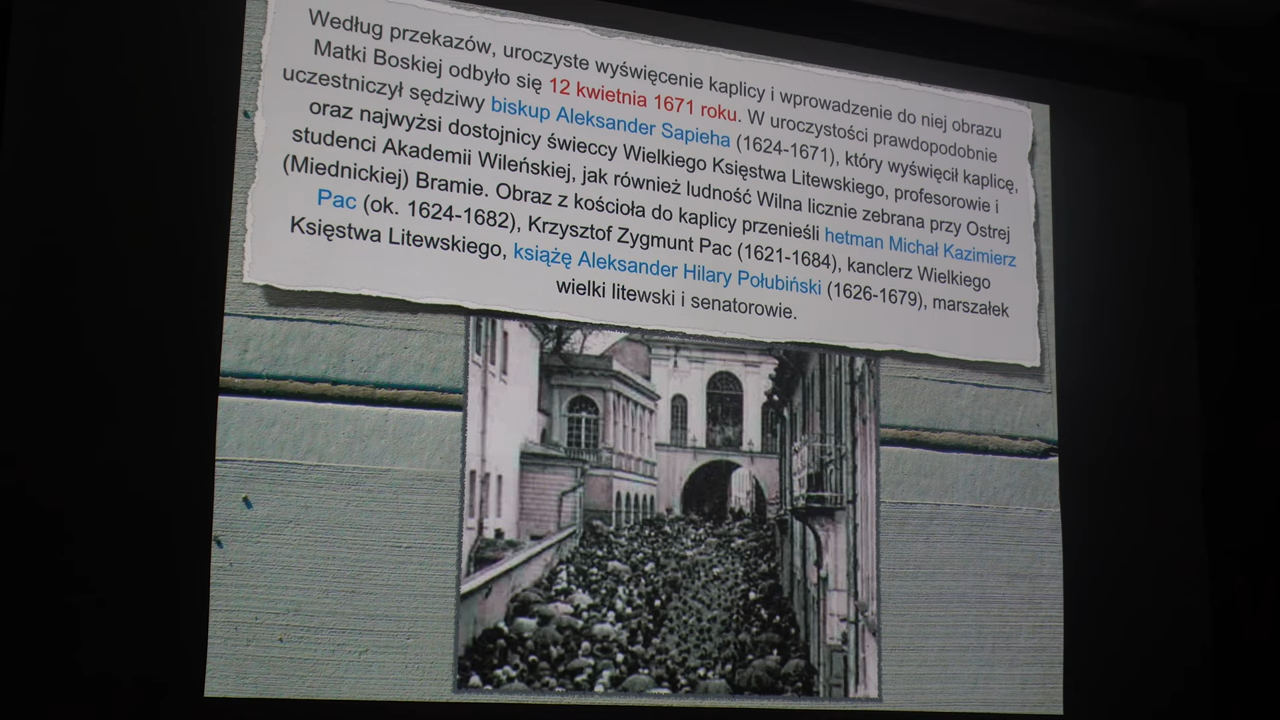 Według przekazów, uroczyste wyświęcenie kaplicy i wprowadzenie do niej obrazu
Matki Boskiej odbyło się 12 kwietnia 1671 roku. W uroczystości prawdopodobnie
uczestniczył sędziwy biskup Aleksander Sapieha (1624-1671), który wyświęcił kaplicę,
oraz najwyżsi dostojnicy świeccy Wielkiego Księstwa Litewskiego, profesorowie i
studenci Akademii Wileńskiej, jak również ludność Wilna licznie zebrana przy Ostrej
(Miednickiej) Bramie. Obraz z kościoła do kaplicy przenieśli hetman Michał Kazimierz
Pac (ok. 1624-1682), Krzysztof Zygmunt Pac (1621-1684), kanclerz Wielkiego
Księstwa Litewskiego, książę Aleksander Hilary Połubiński (1626-1679), marszałek
wielki litewski i senatorowie.